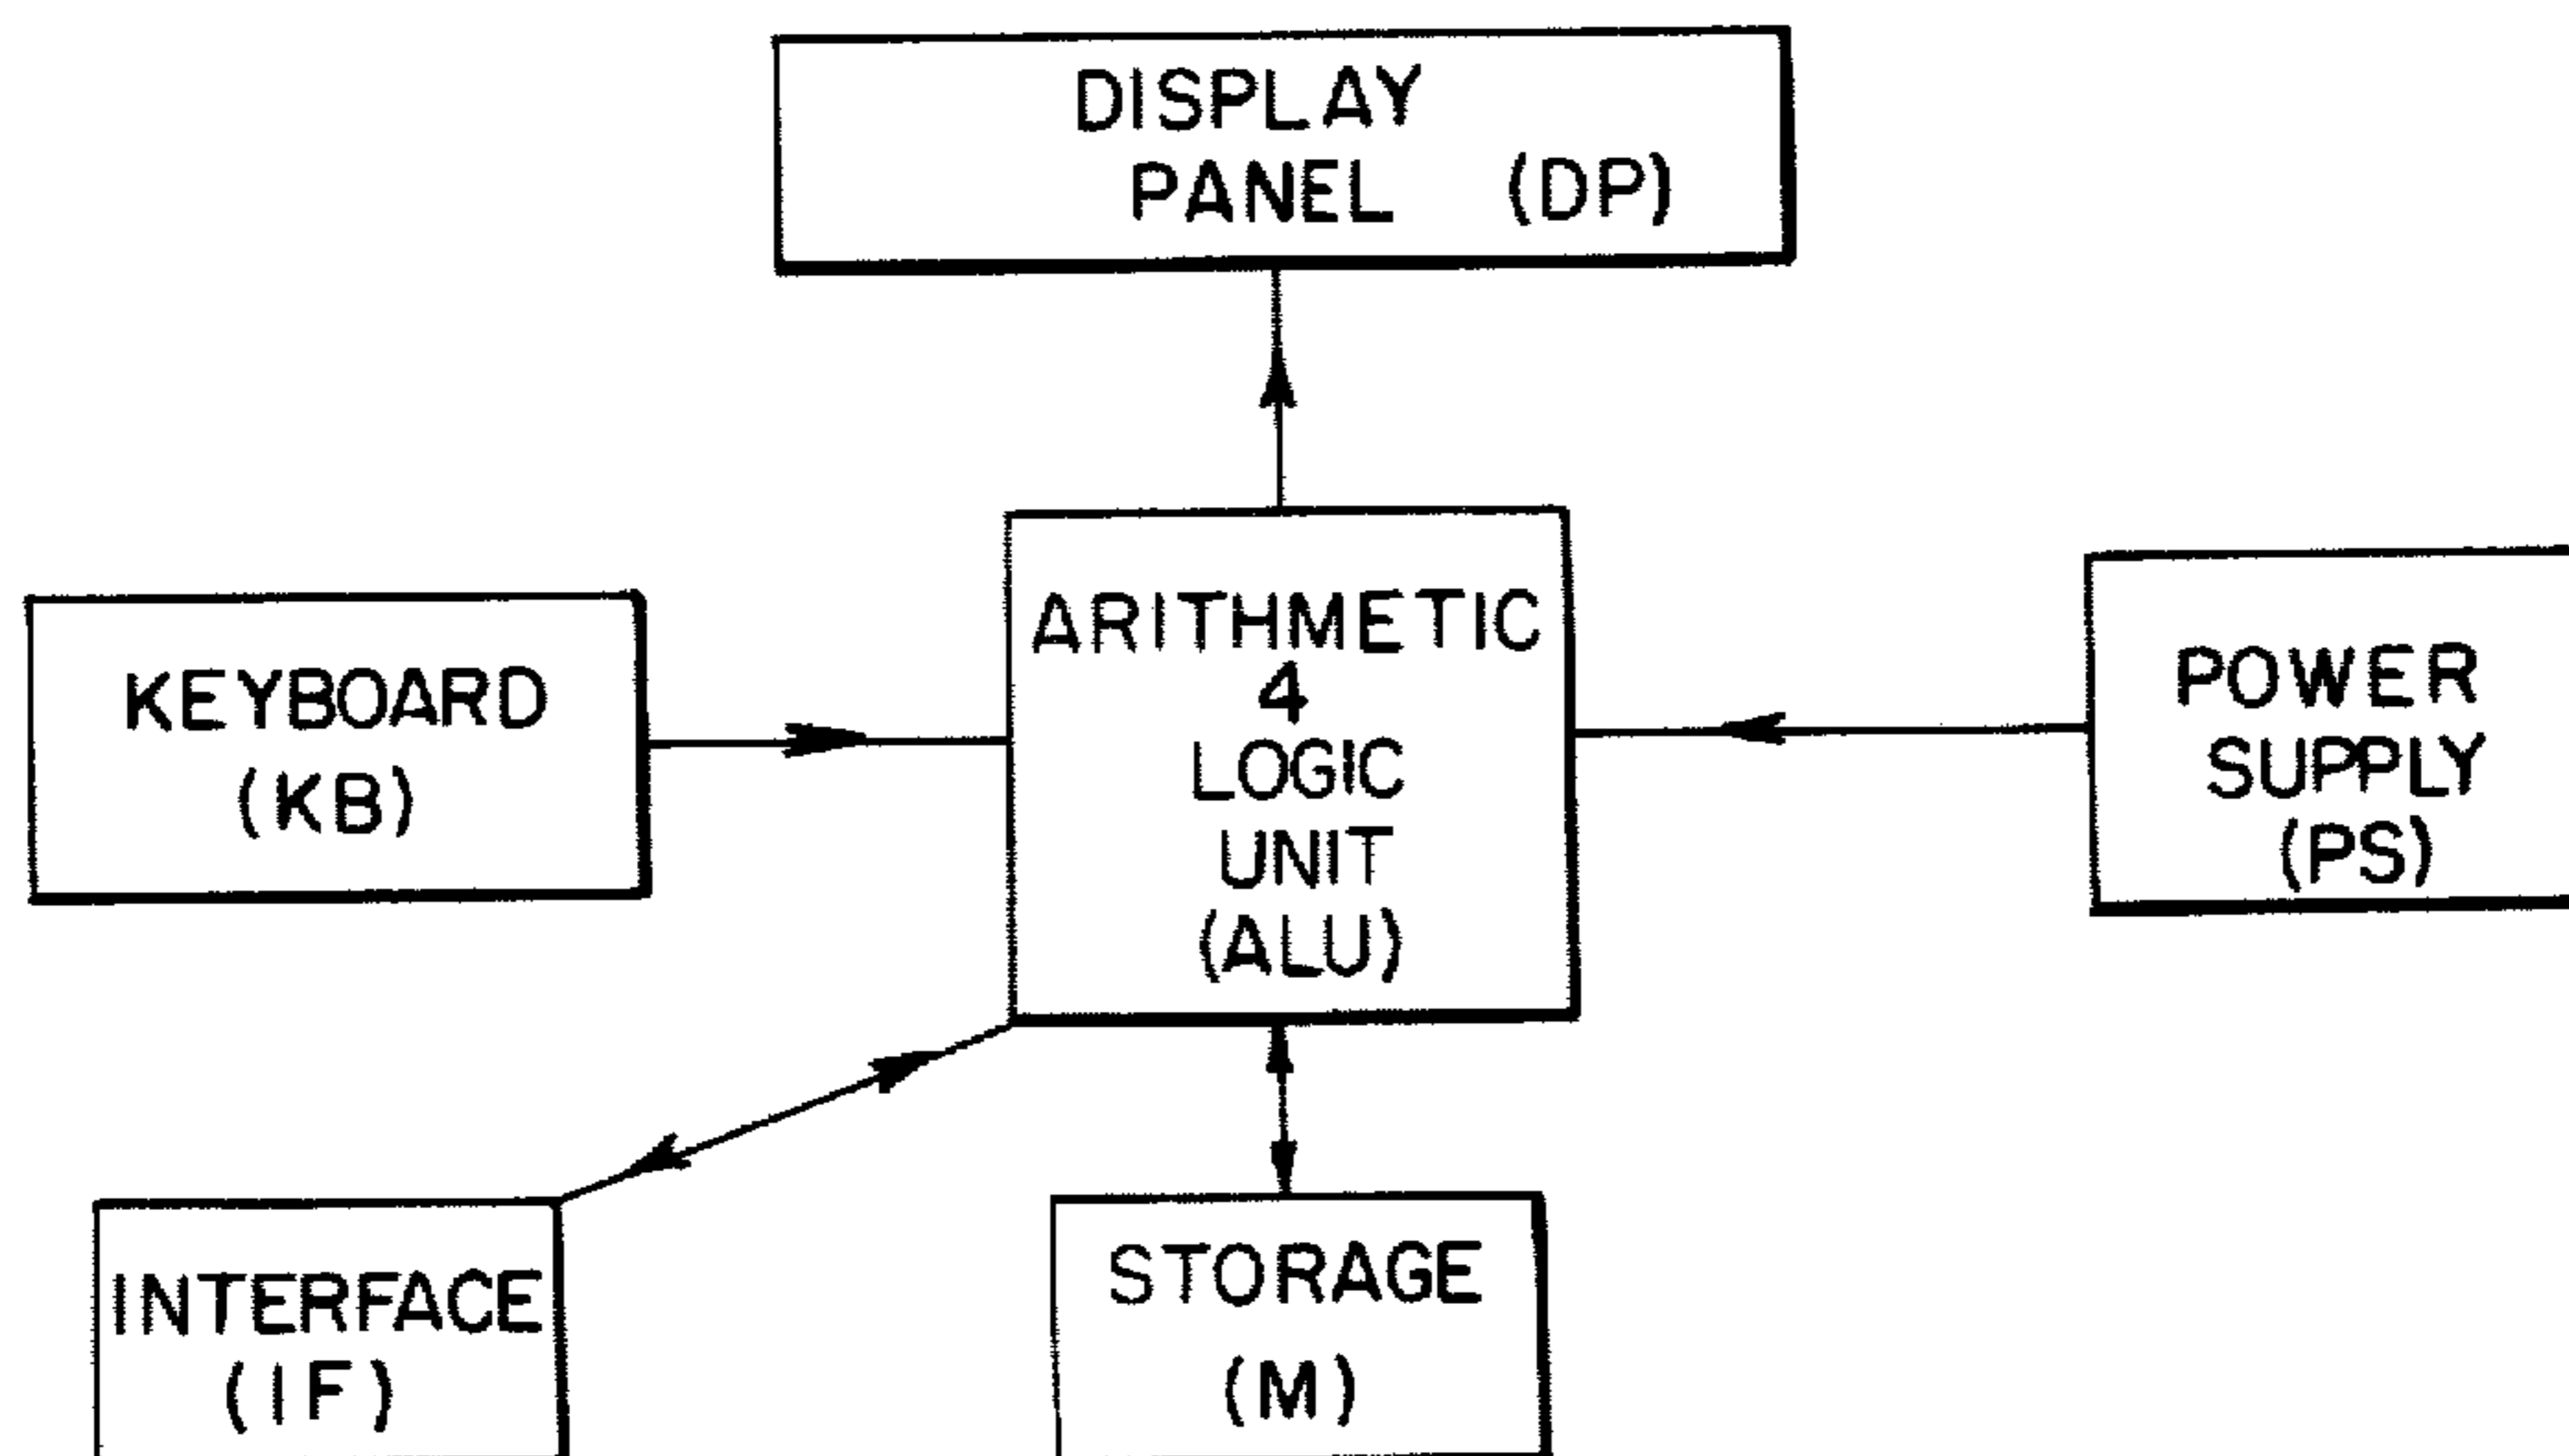 DISPLAY
PANEL (DP)
KEYBOARD
(KB)
ARITHMETIC
4
LOGIC
UNIT
(ALU)
POWER
SUPPLY
(PS)
INTERFACE
(IF)
STORAGE
(M)